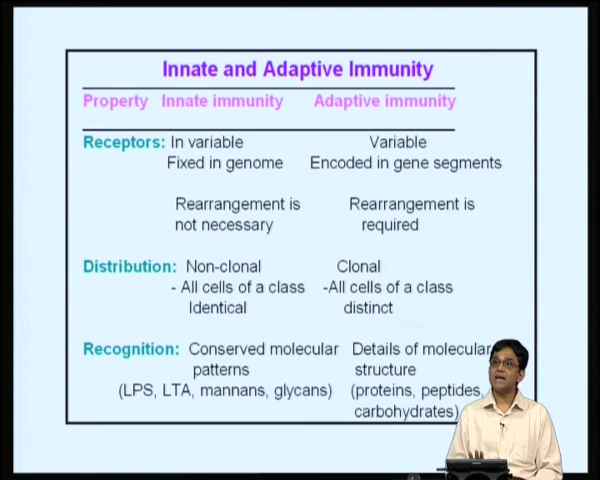 Innate and Adaptive Immunity
Property Innate immunity Adaptive immunity
Receptors: In variable Variable
Fixed in genome Encoded in gene segments
Rearrangement is Rearrangement is
not necessary required
Distribution: Non-clonal Clonal
- All cells of a class -All cells of a class
Identical distinct
Recognition: Conserved molecular Details of molecular
patterns structure
(LPS, LTA, mannans, glycans) (proteins, peptides,
carbohydrates)